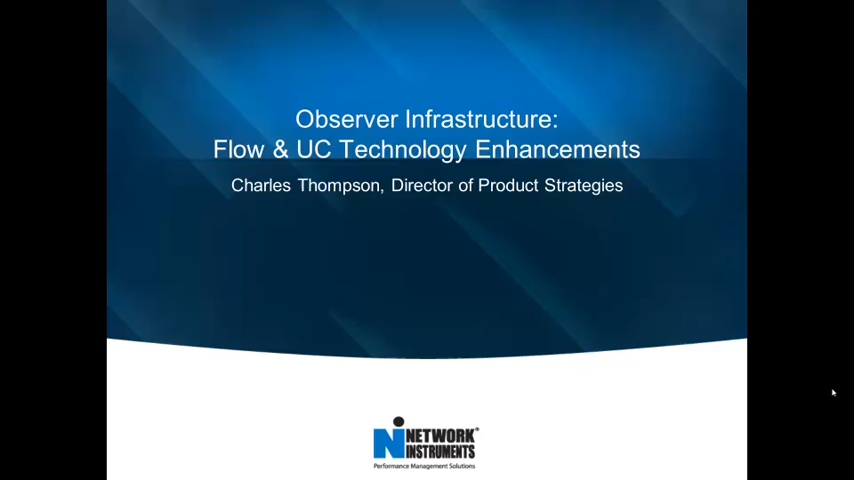 Observer Infrastructure:
Flow & UC Technology Enhancements
Charles Thompson, Director of Product Strategies
NETWORK®
INSTRUMENTS
Performance Management Solutions